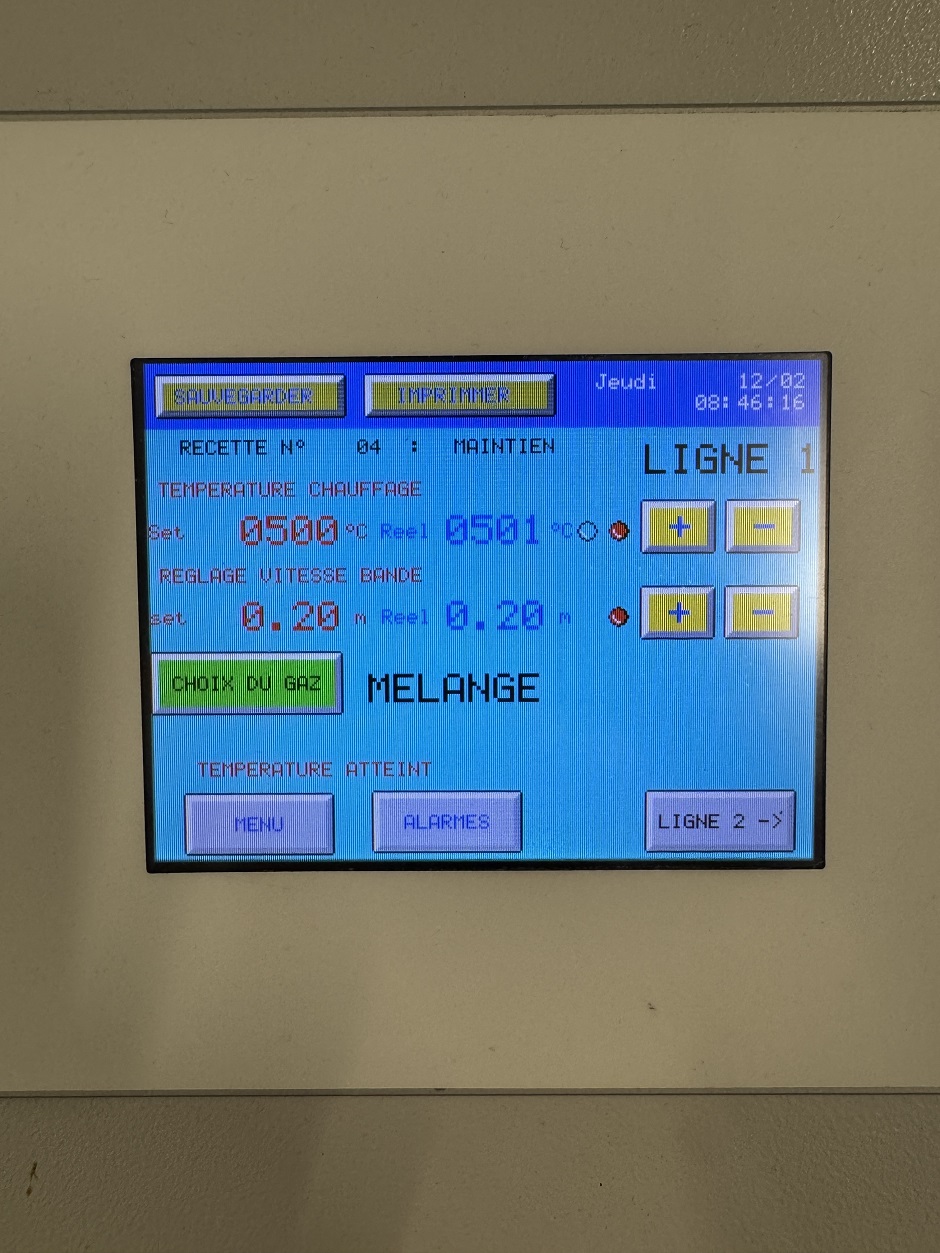 SAUVEGARDER IMPRIMMER Jeudi 12/02
08:46:16
RECETTE N° 04 : MAINTIEN
LIGNE 1
TEMPERATURE CHAUFFAGE
Set 0500 °C Reel 0501 °C + -
REGLAGE VITESSE BANDE
set 0.20 m Reel 0.20 m + -
CHOIX DU GAZ MELANGE
TEMPERATURE ATTEINT
MENU ALARMES LIGNE 2 ->